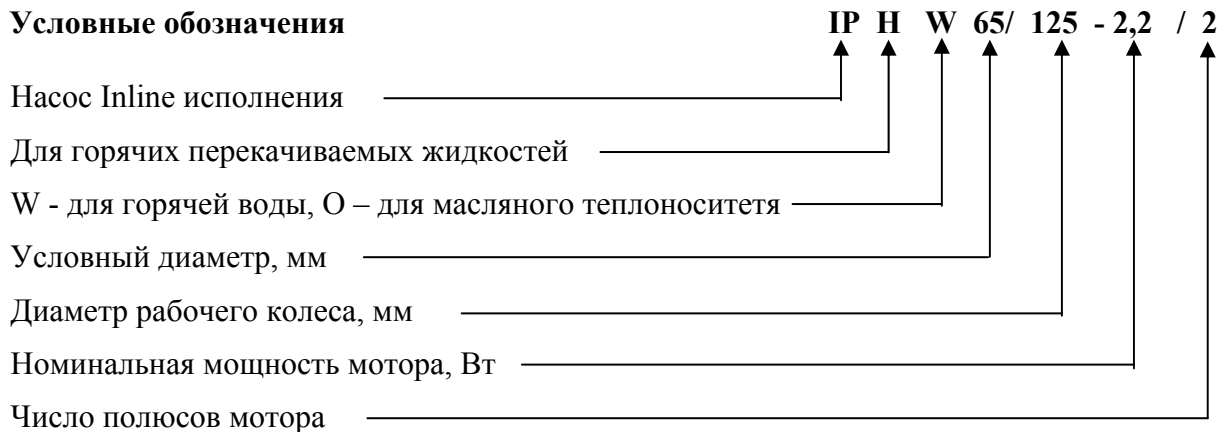 Условные обозначения IP H W 65/ 125 - 2,2 / 2
Насос Inline исполнения
Для горячих перекачиваемых жидкостей
W - для горячей воды, O – для масляного теплоноситетя
Условный диаметр, мм
Диаметр рабочего колеса, мм
Номинальная мощность мотора, Вт
Число полюсов мотора